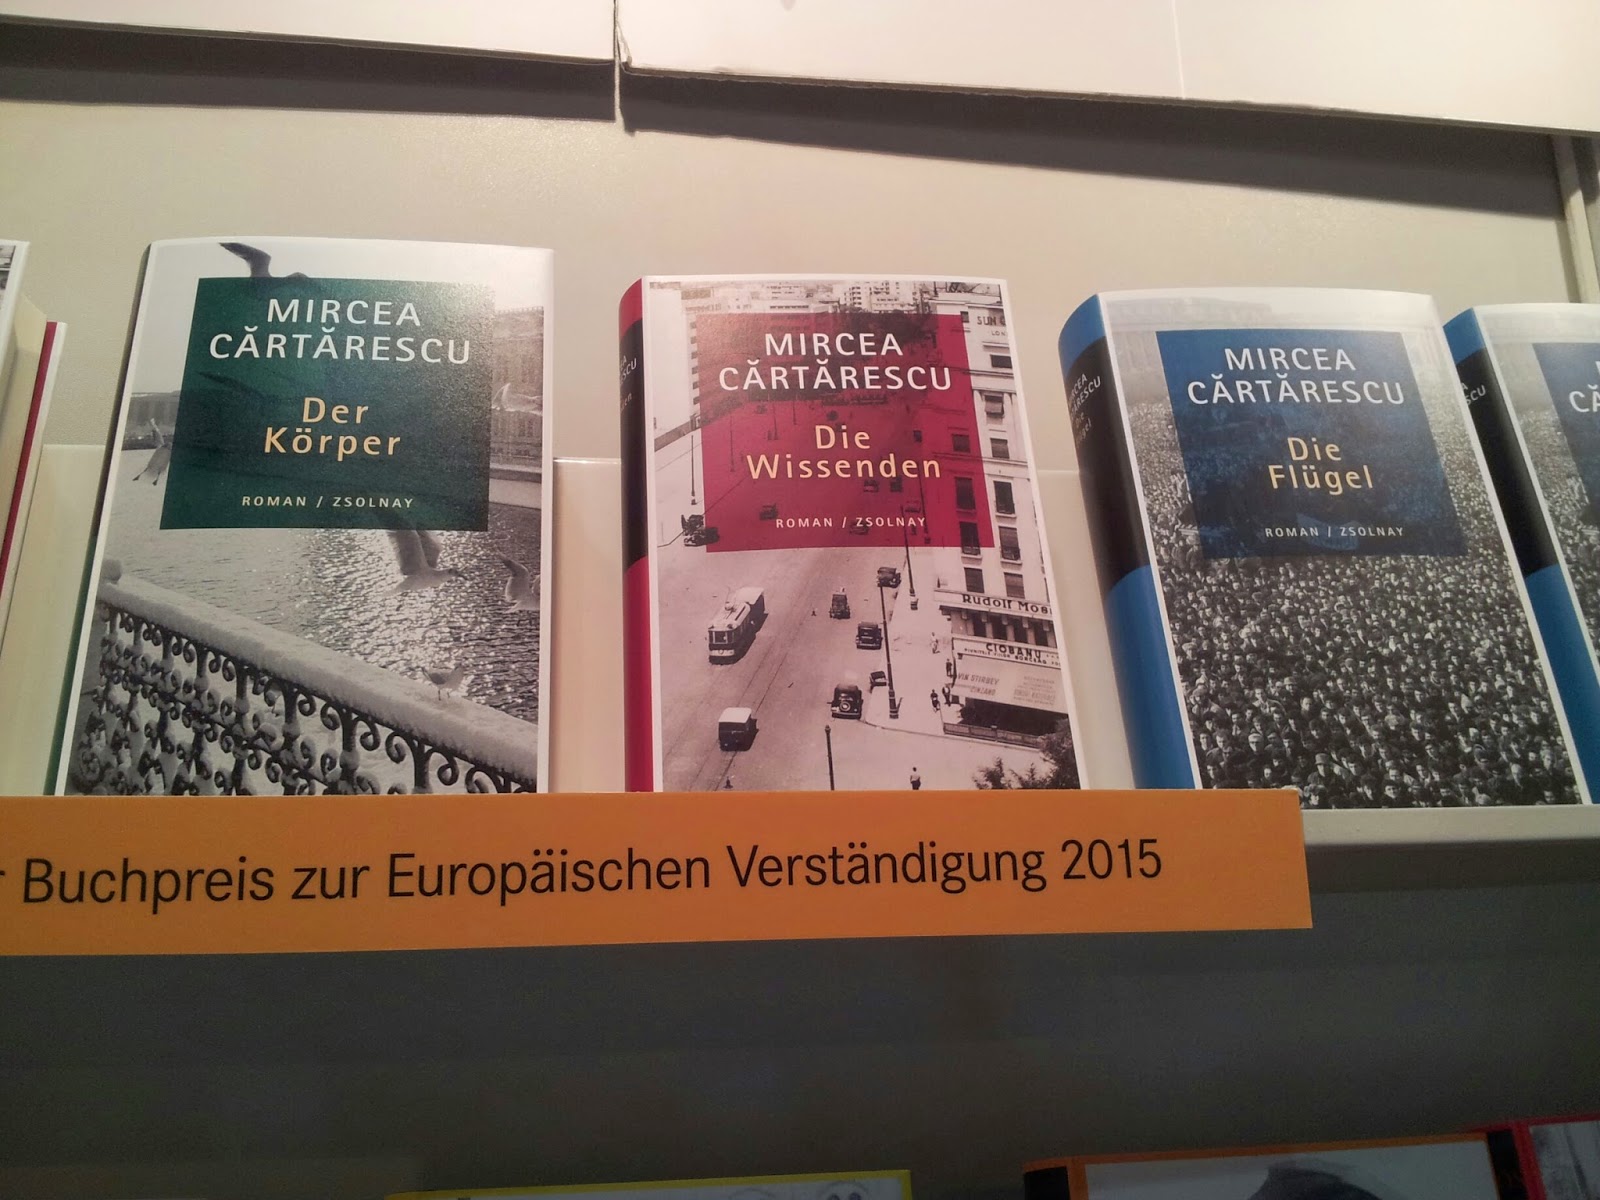 MIRCEA
CĂRTĂRESCU
Der
Körper
ROMAN / ZSOLNAY
MIRCEA
CĂRTĂRESCU
Die
Wissenden
ROMAN / ZSOLNAY
SUN
Rudolf
CIOBANU
MIRCEA
CĂRTĂRESCU
Die
Flügel
ROMAN / ZSOLNAY
Buchpreis zur Europäischen Verständigung 2015